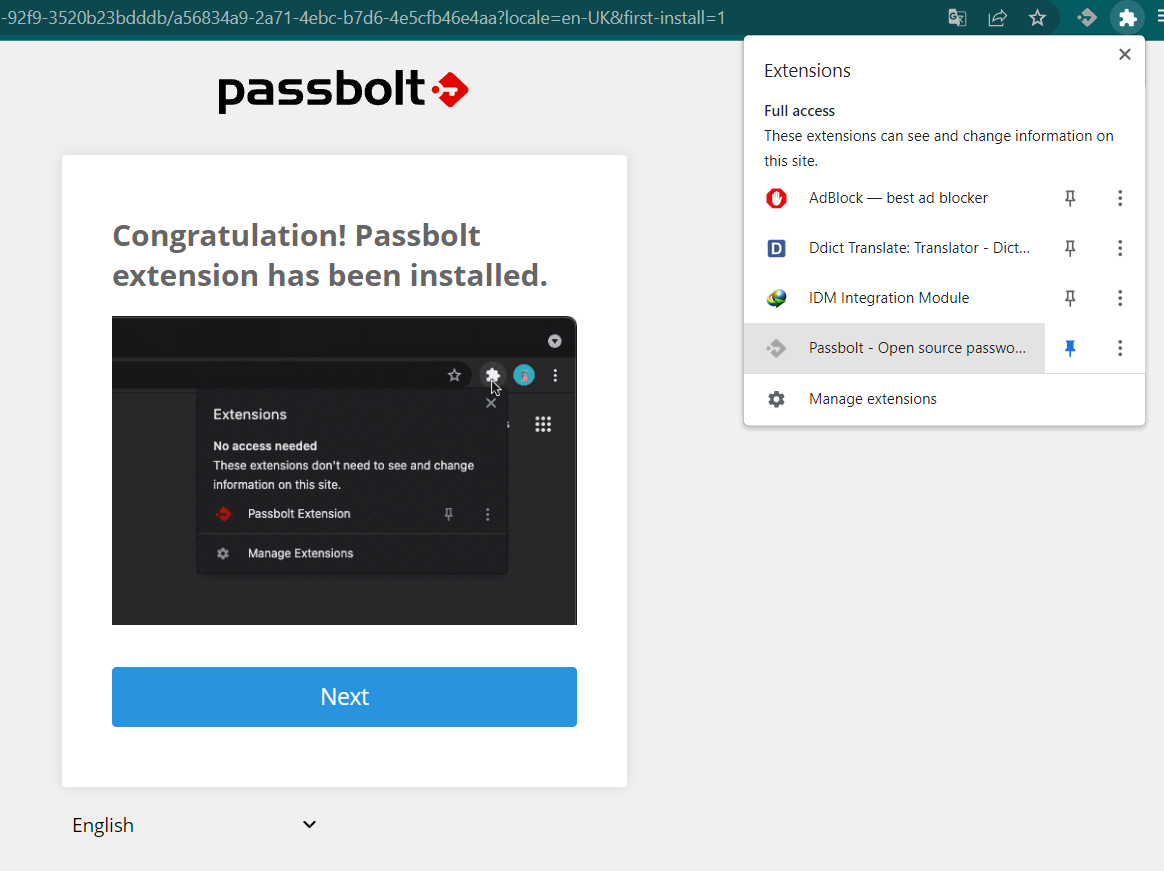 -92f9-3520b23bdddb/a56834a9-2a71-4ebc-b7d6-4e5cfb46e4aa?locale=en-UK&first-install=1
passbolt
Congratulation! Passbolt
extension has been installed.
Extensions
No access needed
These extensions don't need to see and change
information on this site.
Passbolt Extension
Manage Extensions
Next
English
Extensions
Full access
These extensions can see and change information on
this site.
AdBlock — best ad blocker
D
Ddict Translate: Translator - Dict...
IDM Integration Module
Passbolt - Open source passwo...
Manage extensions